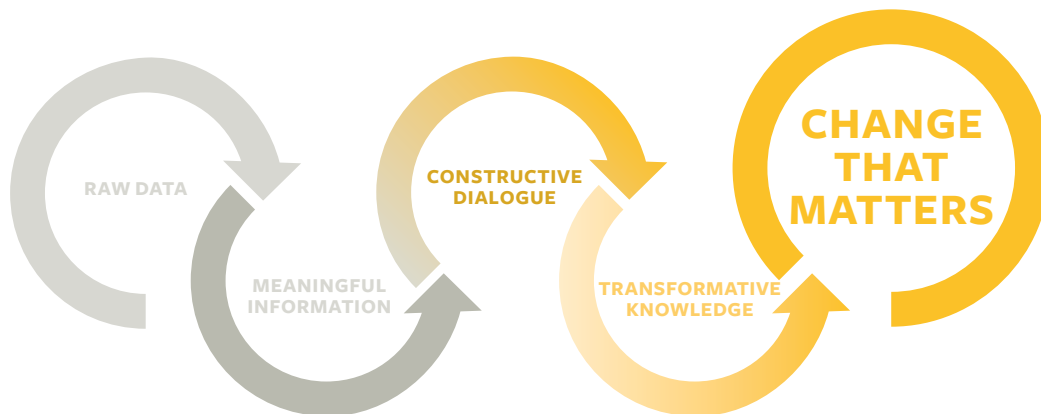 RAW DATA
MEANINGFUL
INFORMATION
CONSTRUCTIVE
DIALOGUE
TRANSFORMATIVE
KNOWLEDGE
CHANGE
THAT
MATTERS